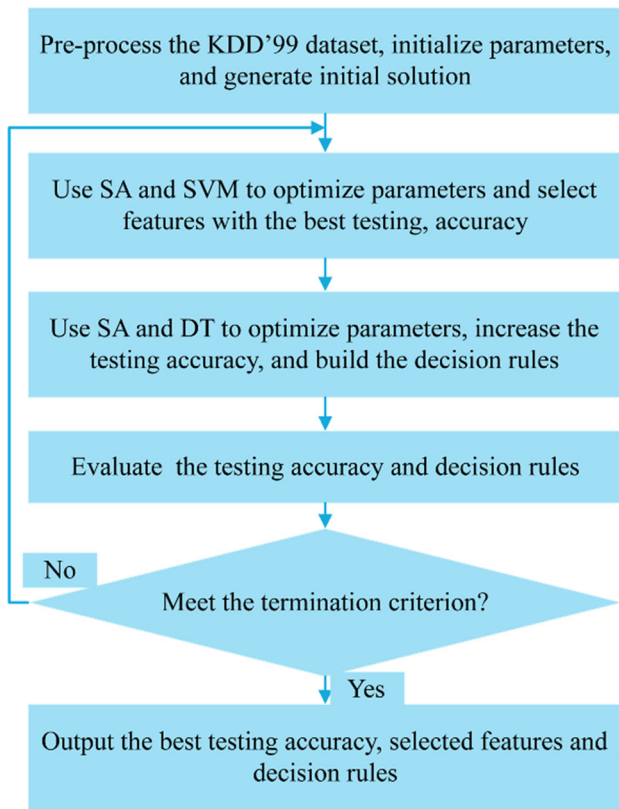 Pre-process the KDD’99 dataset, initialize parameters,
and generate initial solution
Use SA and SVM to optimize parameters and select
features with the best testing, accuracy
Use SA and DT to optimize parameters, increase the
testing accuracy, and build the decision rules
Evaluate the testing accuracy and decision rules
No
Meet the termination criterion?
Yes
Output the best testing accuracy, selected features and
decision rules